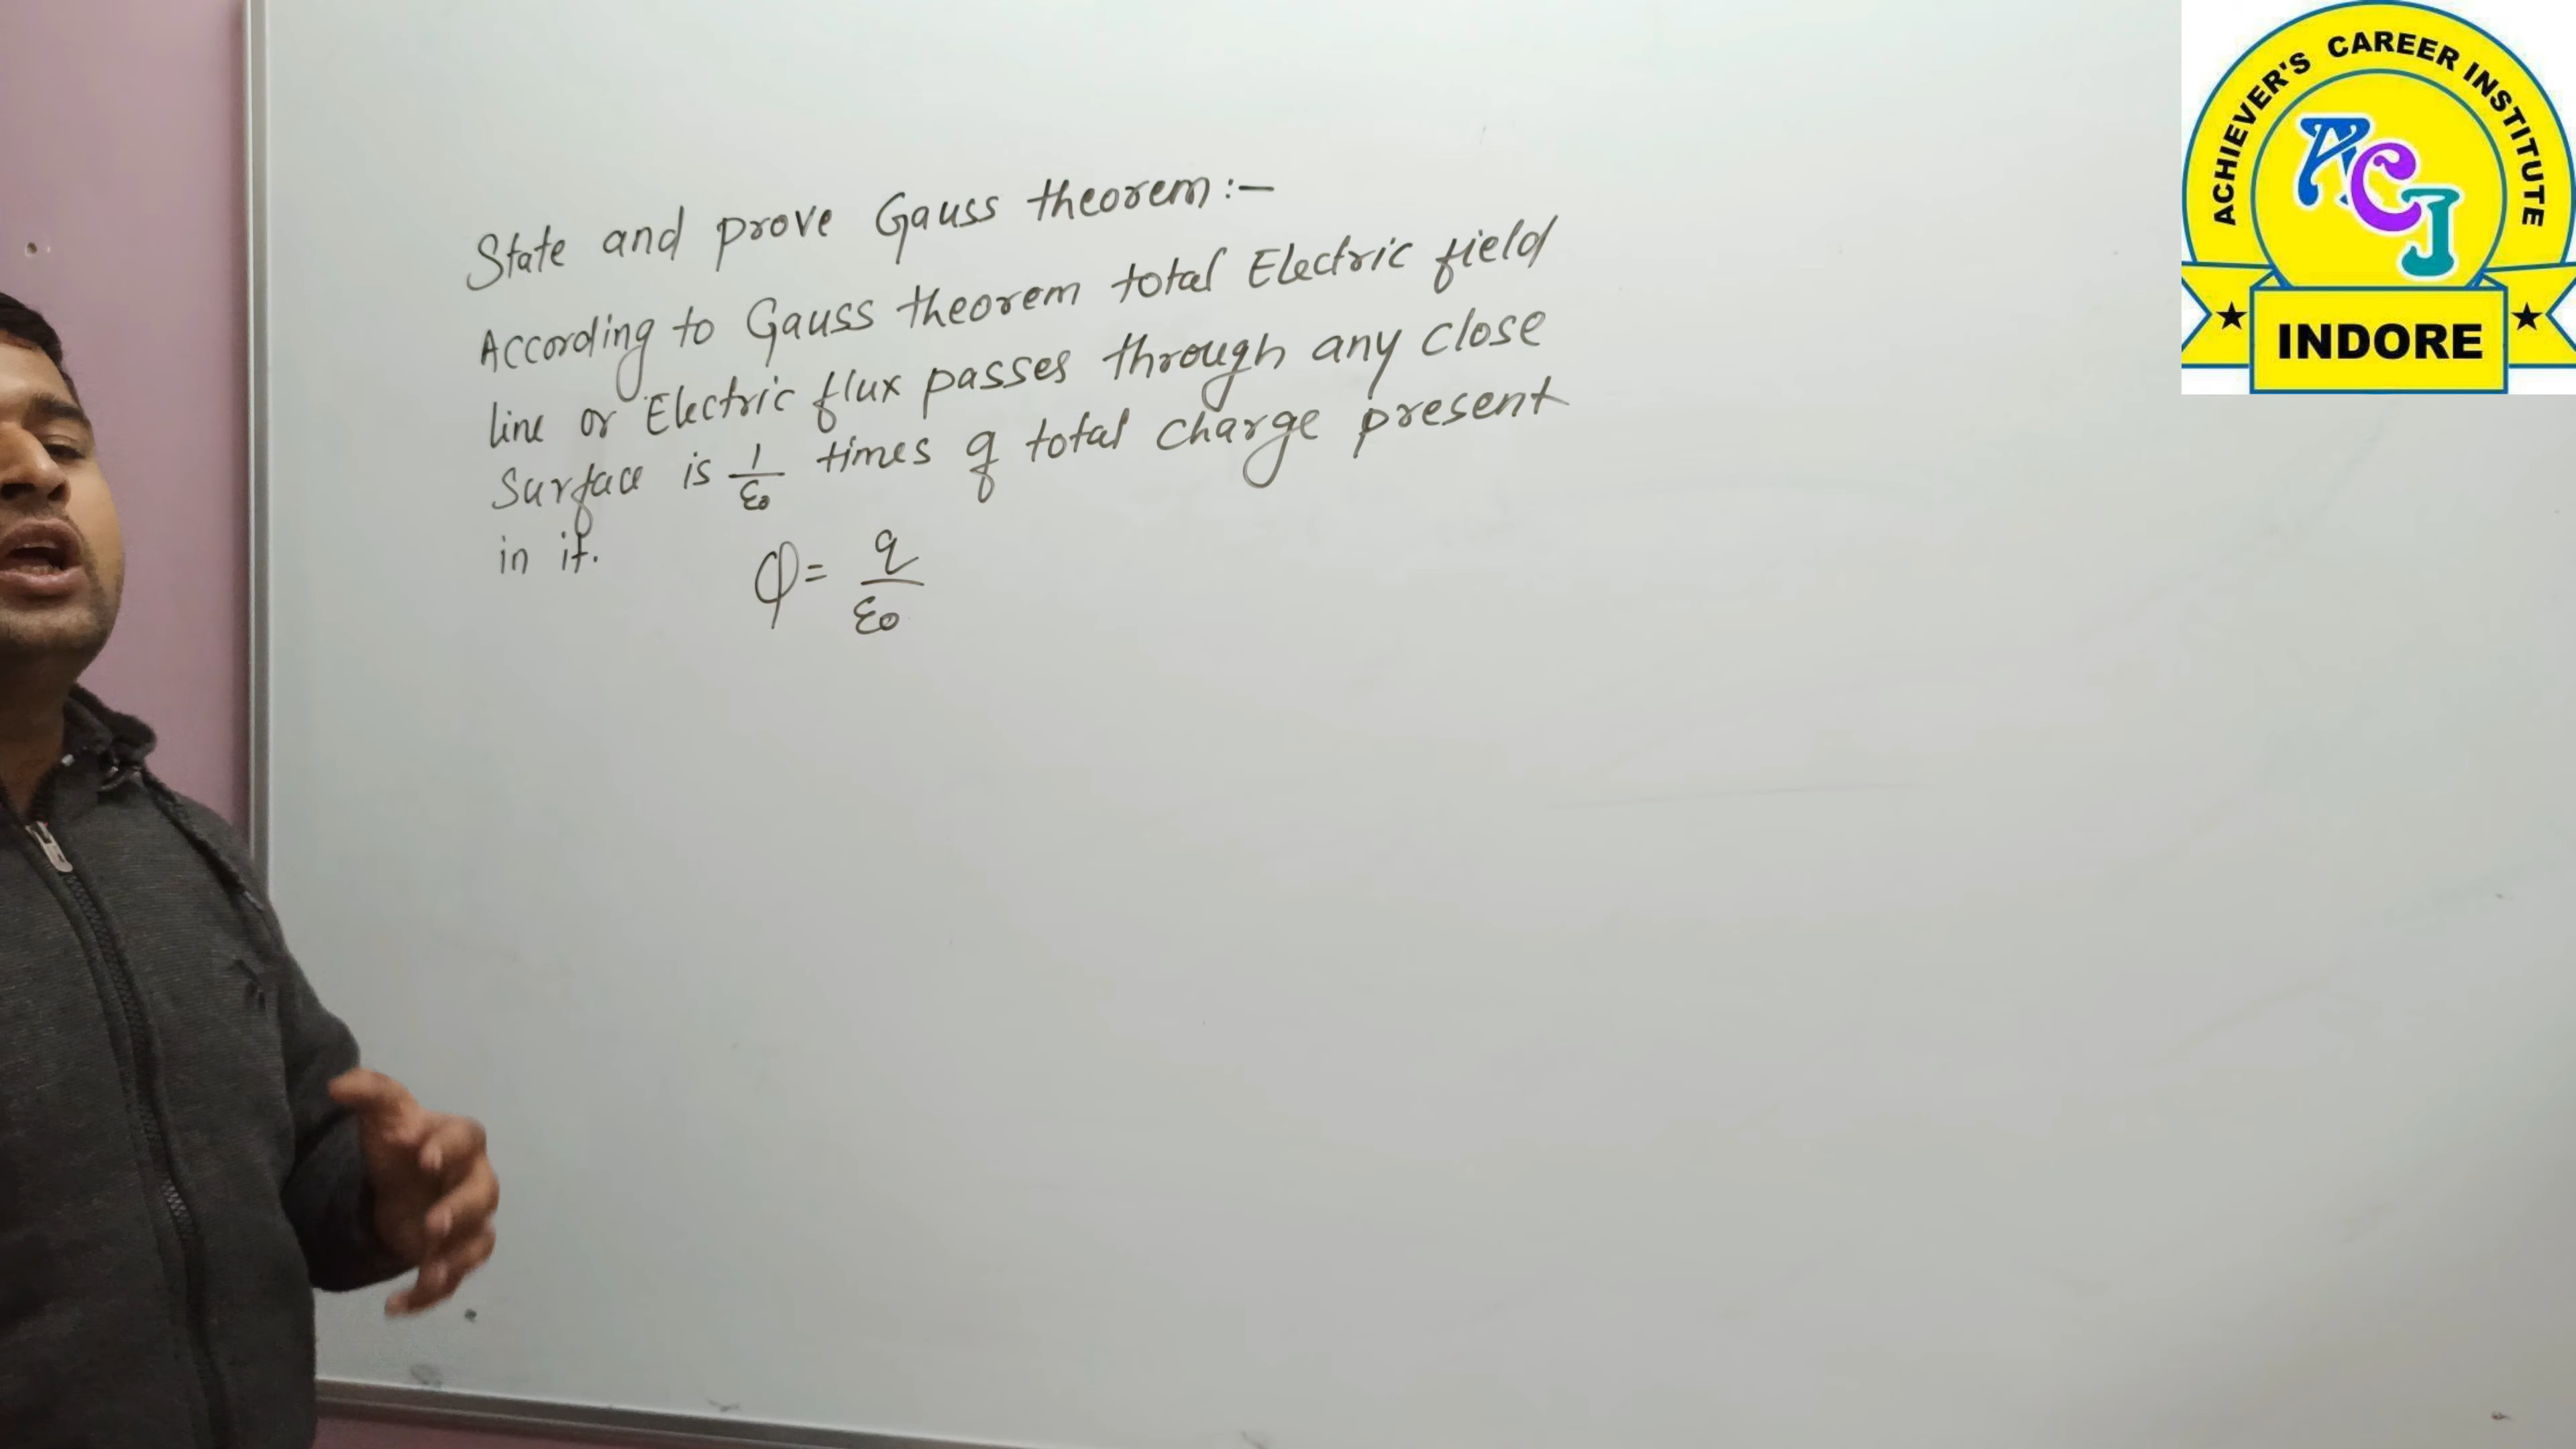 State and prove Gauss theorem:-
According to Gauss theorem total Electric field
line or Electric flux passes through any close
Surface is 1/ε0 times of total charge present
in it.
φ = q/ε0
ACHIEVER'S CAREER INSTITUTE
ACI
INDORE